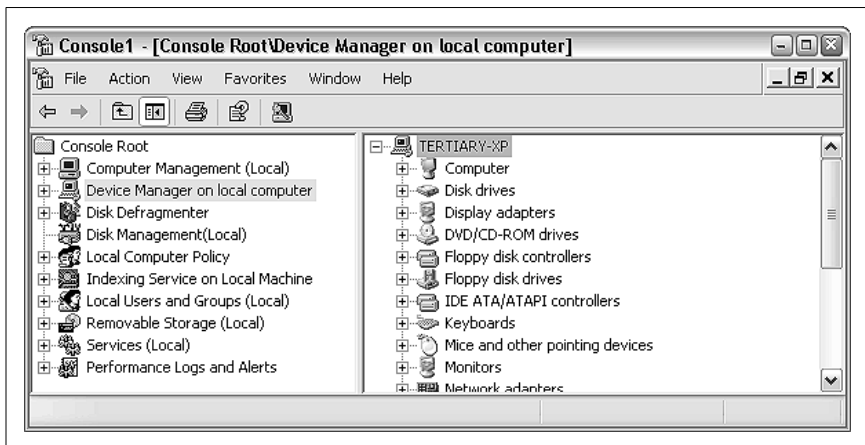 Console1 - [Console Root\Device Manager on local computer]
File Action View Favorites Window Help
Console Root
Computer Management (Local)
Device Manager on local computer
Disk Defragmenter
Disk Management(Local)
Local Computer Policy
Indexing Service on Local Machine
Local Users and Groups (Local)
Removable Storage (Local)
Services (Local)
Performance Logs and Alerts
TERTIARY-XP
Computer
Disk drives
Display adapters
DVD/CD-ROM drives
Floppy disk controllers
Floppy disk drives
IDE ATA/ATAPI controllers
Keyboards
Mice and other pointing devices
Monitors
Network adapters